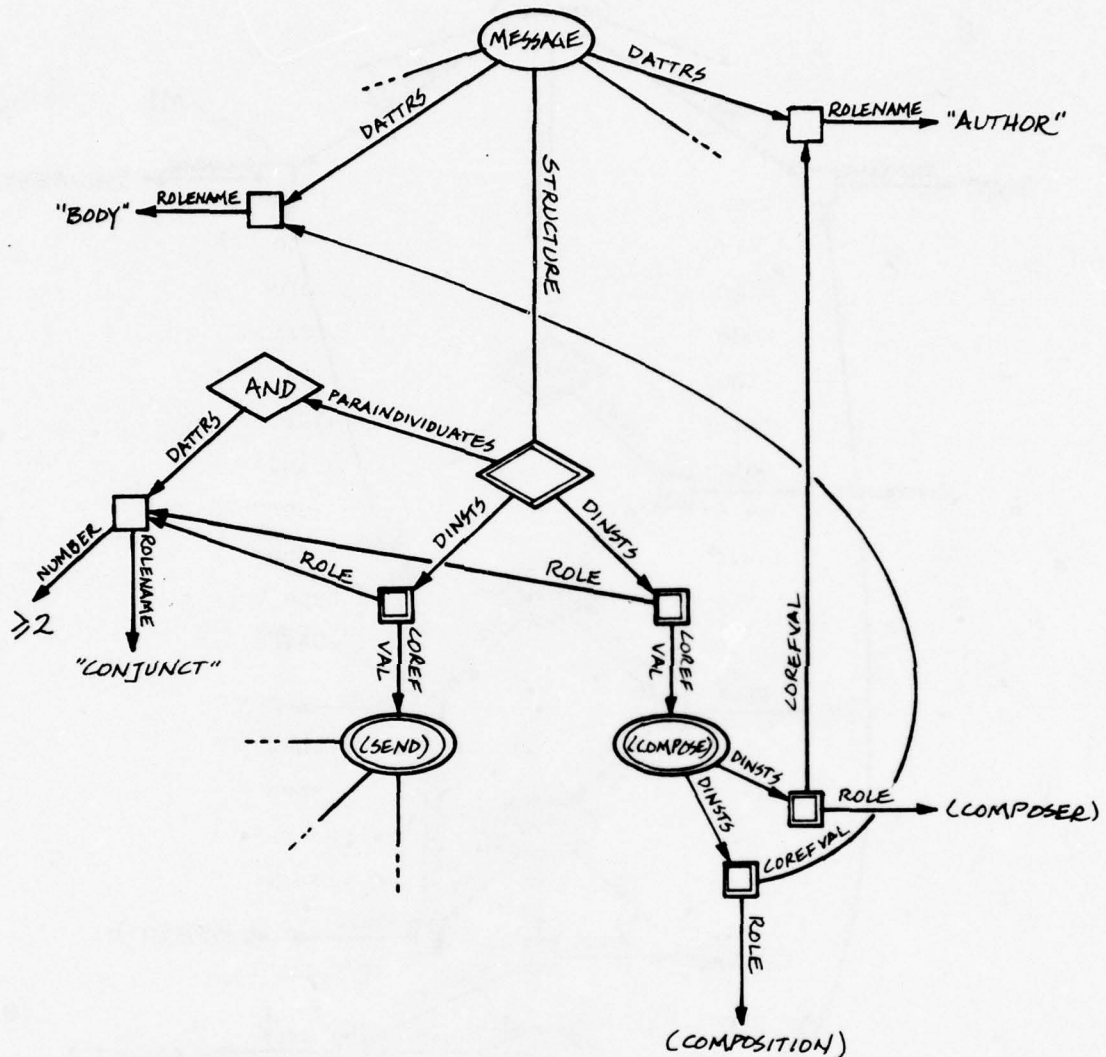 MESSAGE
DATTRS
DATTRS
ROLENAME
"AUTHOR"
STRUCTURE
ROLENAME
"BODY"
AND
PARAINDIVIDUATES
DATTRS
DINSTS
DINSTS
NUMBER
ROLENAME
ROLE
ROLE
≥2
"CONJUNCT"
COREF
VAL
COREF
VAL
COREFVAL
(SEND)
(COMPOSE)
DINSTS
DINSTS
ROLE
(COMPOSER)
COREFVAL
ROLE
(COMPOSITION)